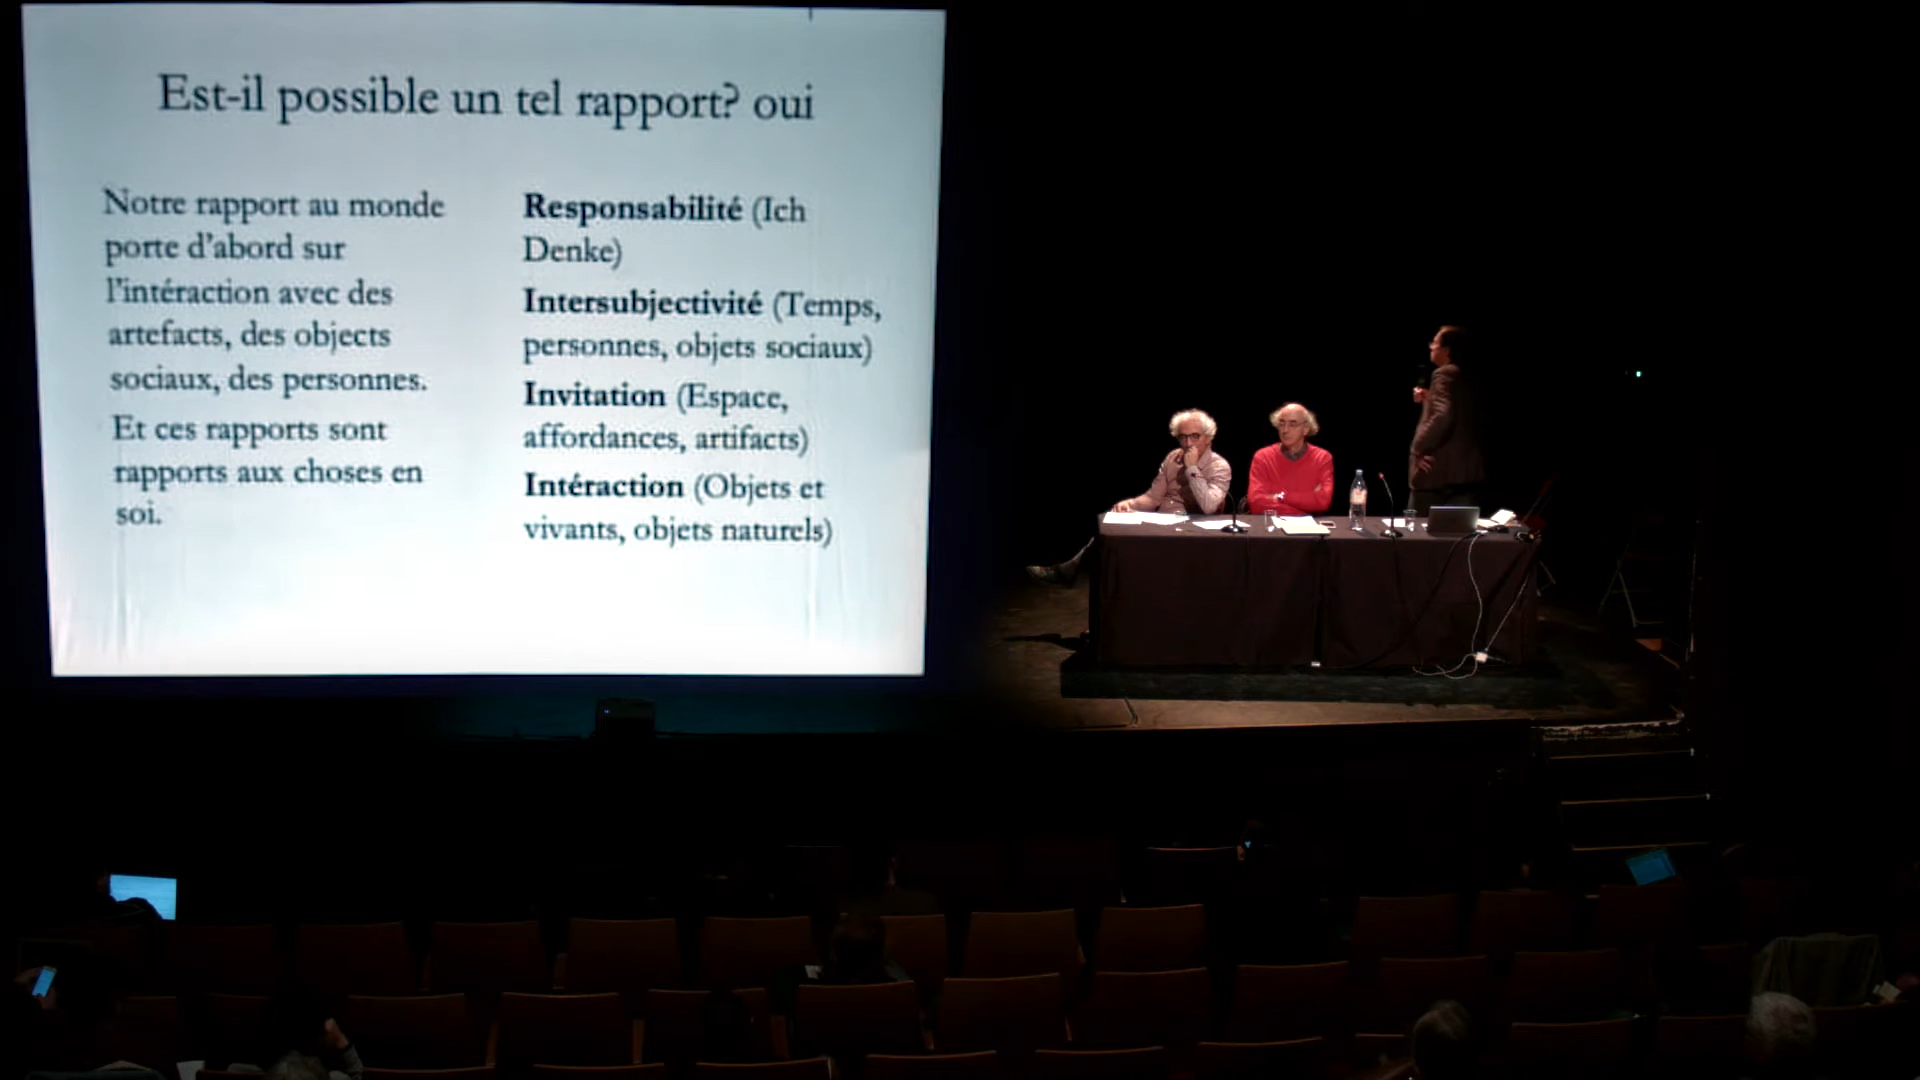 Est-il possible un tel rapport? oui
Notre rapport au monde
porte d'abord sur
l'intéraction avec des
artefacts, des objects
sociaux, des personnes.
Et ces rapports sont
rapports aux choses en
soi.
Responsabilité (Ich
Denke)
Intersubjectivité (Temps,
personnes, objets sociaux)
Invitation (Espace,
affordances, artifacts)
Intéraction (Objets et
vivants, objets naturels)